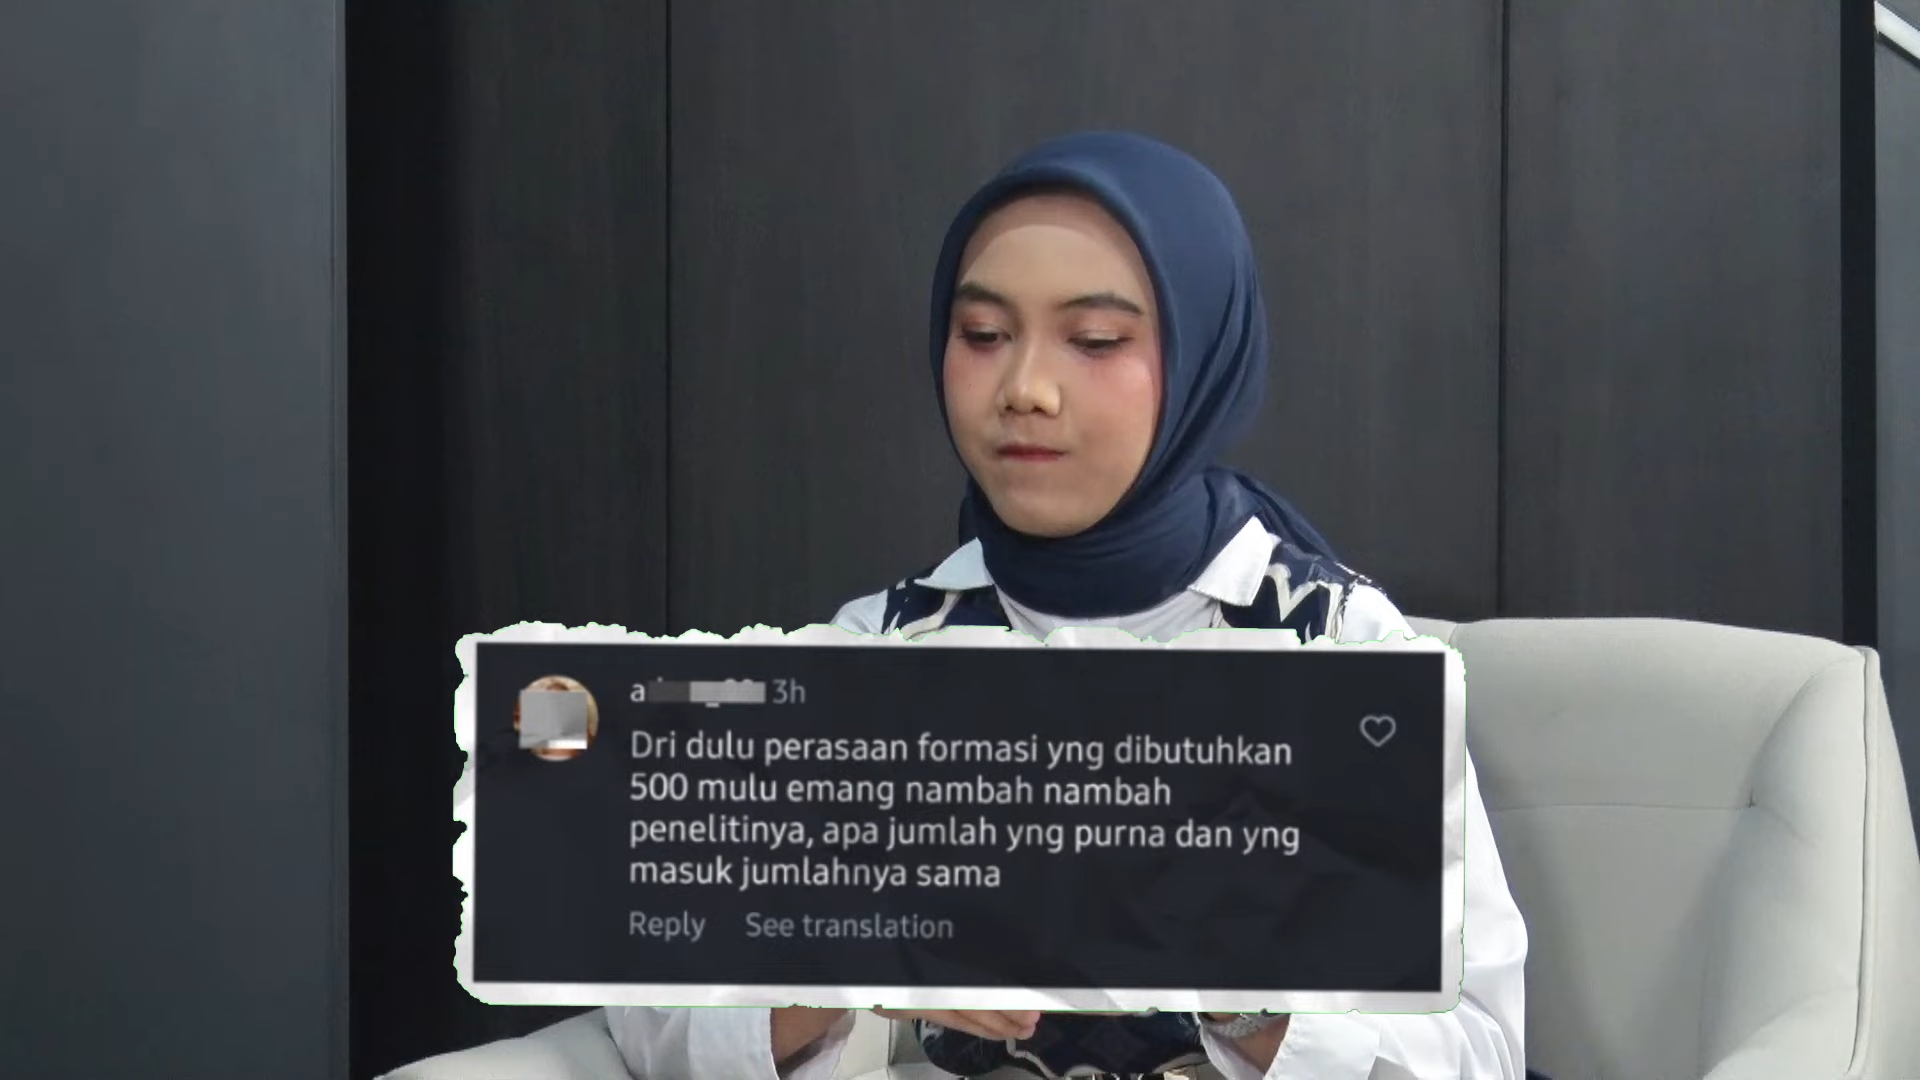 3h
Dri dulu perasaan formasi yng dibutuhkan
500 mulu emang nambah nambah
penelitinya, apa jumlah yng purna dan yng
masuk jumlahnya sama
Reply See translation